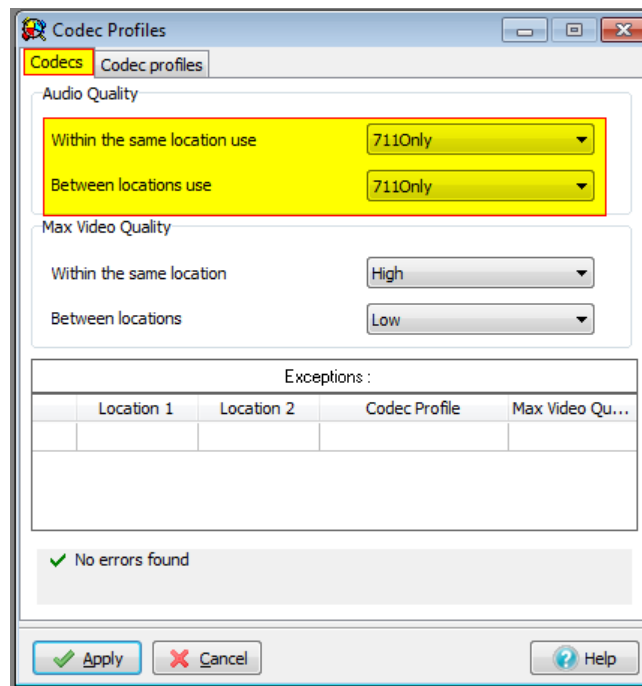 Codec Profiles
Codecs Codec profiles
Audio Quality
Within the same location use 711Only
Between locations use 711Only
Max Video Quality
Within the same location High
Between locations Low
Exceptions :
Location 1 Location 2 Codec Profile Max Video Qu...
No errors found
Apply Cancel Help